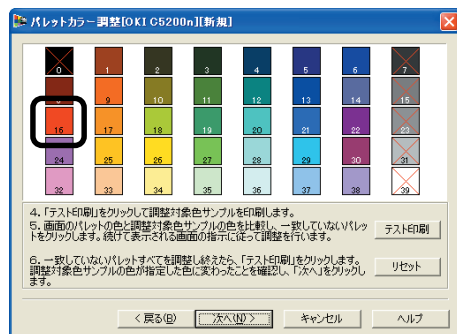 パレットカラー調整[OKI C5200n][新規]
0 1 2 3 4 5 6 7
8 9 10 11 12 13 14 15
16 17 18 19 20 21 22 23
24 25 26 27 28 29 30 31
32 33 34 35 36 37 38 39
4.「テスト印刷」をクリックして調整対象色サンプルを印刷します。
5.画面のパレットの色と調整対象色サンプルの色を比較し、一致していないパレッ
トをクリックします。続けて表示される画面の指示に従って調整を行います。
テスト印刷
6.一致していないパレットすべてを調整し終えたら、「テスト印刷」をクリックします。
調整対象色サンプルの色が指定した色に変わったことを確認し、「次へ」をクリックし
ます。
リセット
< 戻る(B) 次へ(N) > キャンセル ヘルプ